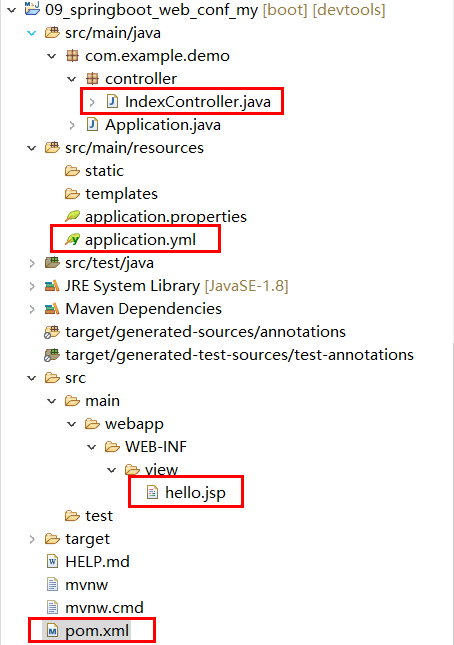 09_springboot_web_conf_my [boot] [devtools]
src/main/java
com.example.demo
controller
IndexController.java
Application.java
src/main/resources
static
templates
application.properties
application.yml
src/test/java
JRE System Library [JavaSE-1.8]
Maven Dependencies
target/generated-sources/annotations
target/generated-test-sources/test-annotations
src
main
webapp
WEB-INF
view
hello.jsp
test
target
HELP.md
mvnw
mvnw.cmd
pom.xml